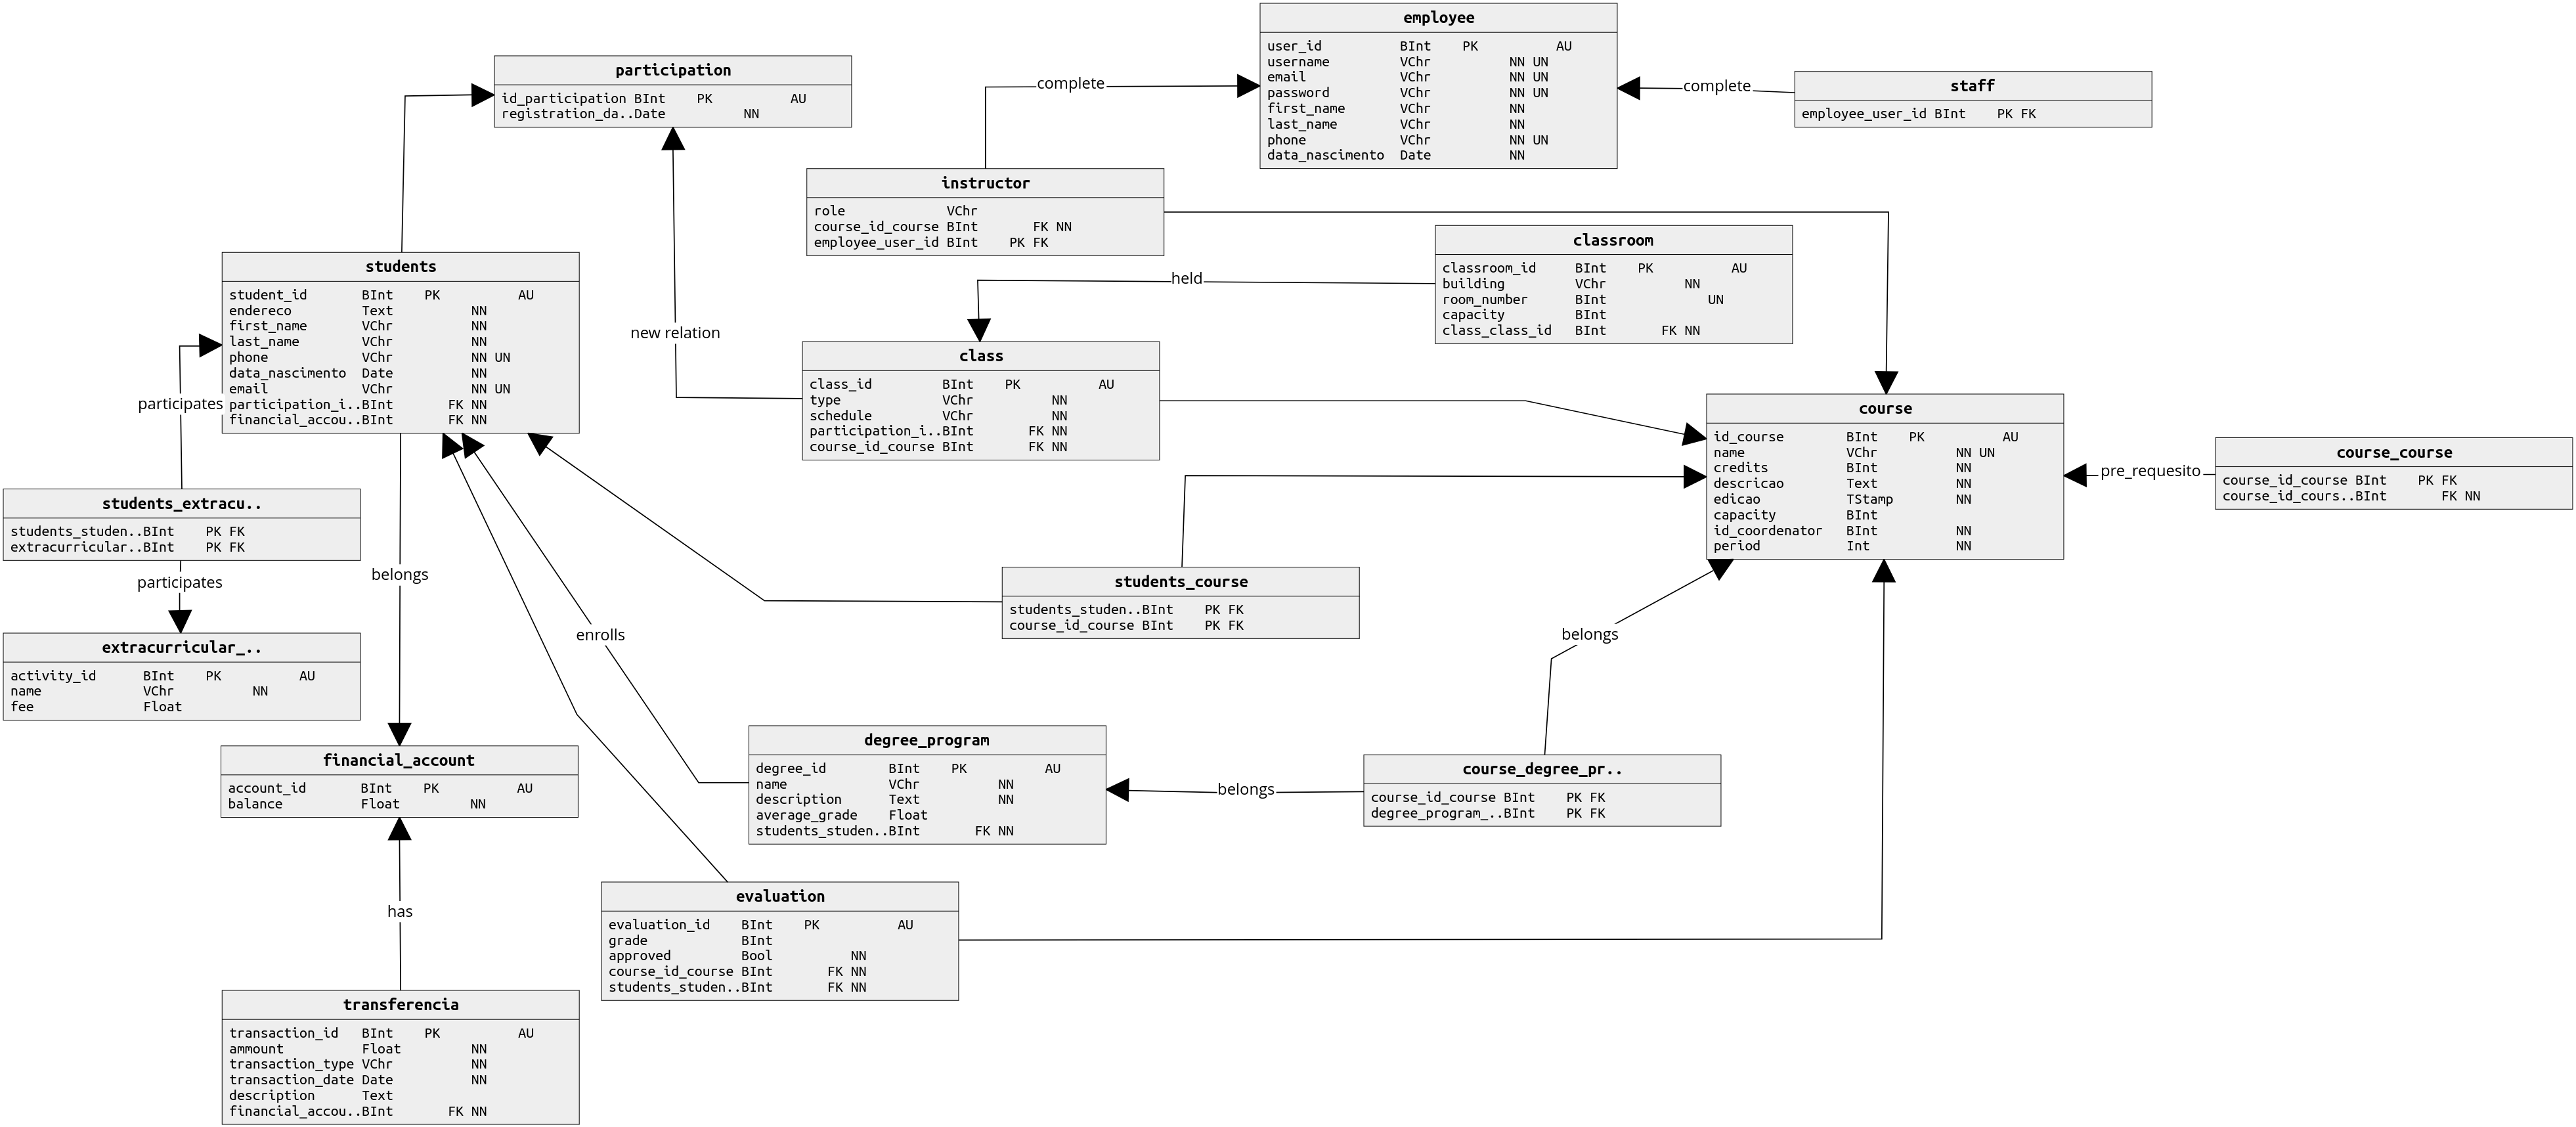 employee
user_id BInt PK AU
username VChr NN UN
email VChr NN UN
password VChr NN UN
first_name VChr NN
last_name VChr NN
phone VChr NN UN
data_nascimento Date NN
participation
id_participation BInt PK AU
registration_da..Date NN
complete
complete
staff
employee_user_id BInt PK FK
instructor
role VChr
course_id_course BInt FK NN
employee_user_id BInt PK FK
classroom
classroom_id BInt PK AU
building VChr NN
room_number BInt UN
capacity BInt
class_class_id BInt FK NN
held
students
student_id BInt PK AU
endereco Text NN
first_name VChr NN
last_name VChr NN
phone VChr NN UN
data_nascimento Date NN
email VChr NN UN
participation_i..BInt FK NN
financial_accou..BInt FK NN
new relation
class
class_id BInt PK AU
type VChr NN
schedule VChr NN
participation_i..BInt FK NN
course_id_course BInt FK NN
participates
course
id_course BInt PK AU
name VChr NN UN
credits BInt NN
descricao Text NN
edicao TStamp NN
capacity BInt
id_coordenator BInt NN
period Int NN
pre_requesito
course_course
course_id_course BInt PK FK
course_id_cours..BInt FK NN
students_extracu..
students_studen..BInt PK FK
extracurricular..BInt PK FK
participates
belongs
students_course
students_studen..BInt PK FK
course_id_course BInt PK FK
enrolls
belongs
extracurricular_..
activity_id BInt PK AU
name VChr NN
fee Float
financial_account
account_id BInt PK AU
balance Float NN
degree_program
degree_id BInt PK AU
name VChr NN
description Text NN
average_grade Float
students_studen..BInt FK NN
belongs
course_degree_pr..
course_id_course BInt PK FK
degree_program_..BInt PK FK
has
evaluation
evaluation_id BInt PK AU
grade BInt
approved Bool NN
course_id_course BInt FK NN
students_studen..BInt FK NN
transferencia
transaction_id BInt PK AU
ammount Float NN
transaction_type VChr NN
transaction_date Date NN
description Text
financial_accou..BInt FK NN